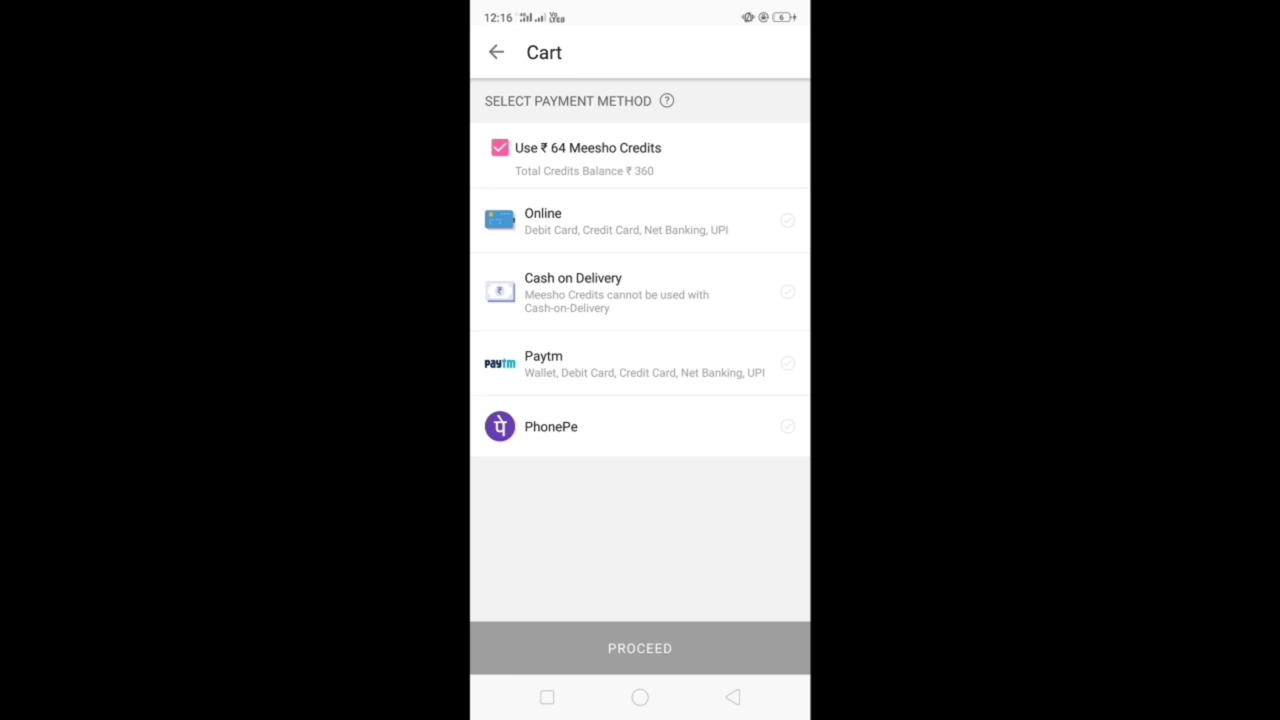 12:16
Cart
SELECT PAYMENT METHOD ?
Use ₹ 64 Meesho Credits
Total Credits Balance ₹ 360
Online
Debit Card, Credit Card, Net Banking, UPI
Cash on Delivery
Meesho Credits cannot be used with
Cash-on-Delivery
paytm Paytm
Wallet, Debit Card, Credit Card, Net Banking, UPI
पे PhonePe
PROCEED